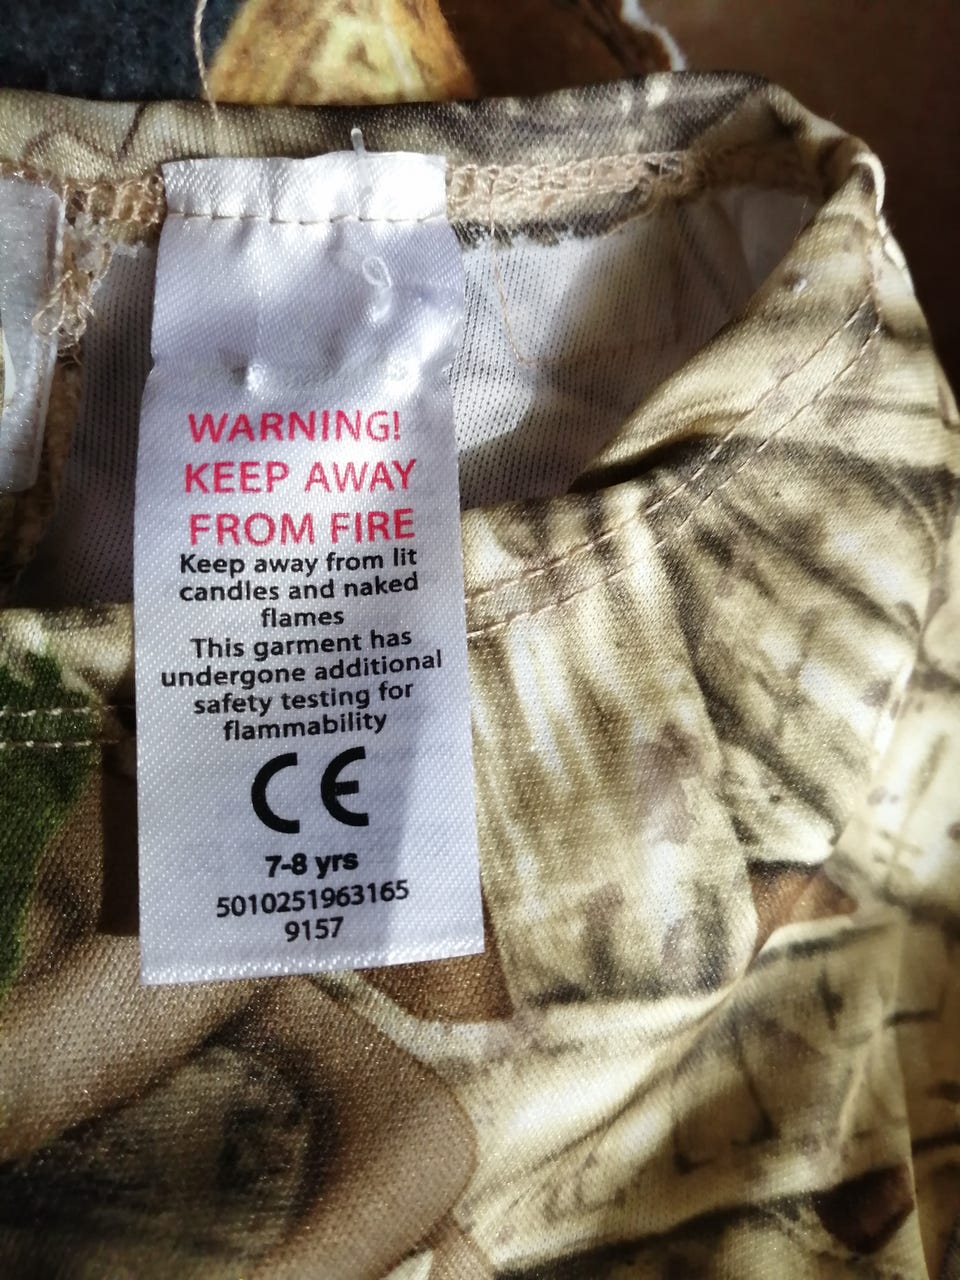 WARNING!
KEEP AWAY
FROM FIRE
Keep away from lit
candles and naked
flames
This garment has
undergone additional
safety testing for
flammability
CE
7-8 yrs
5010251963165
9157